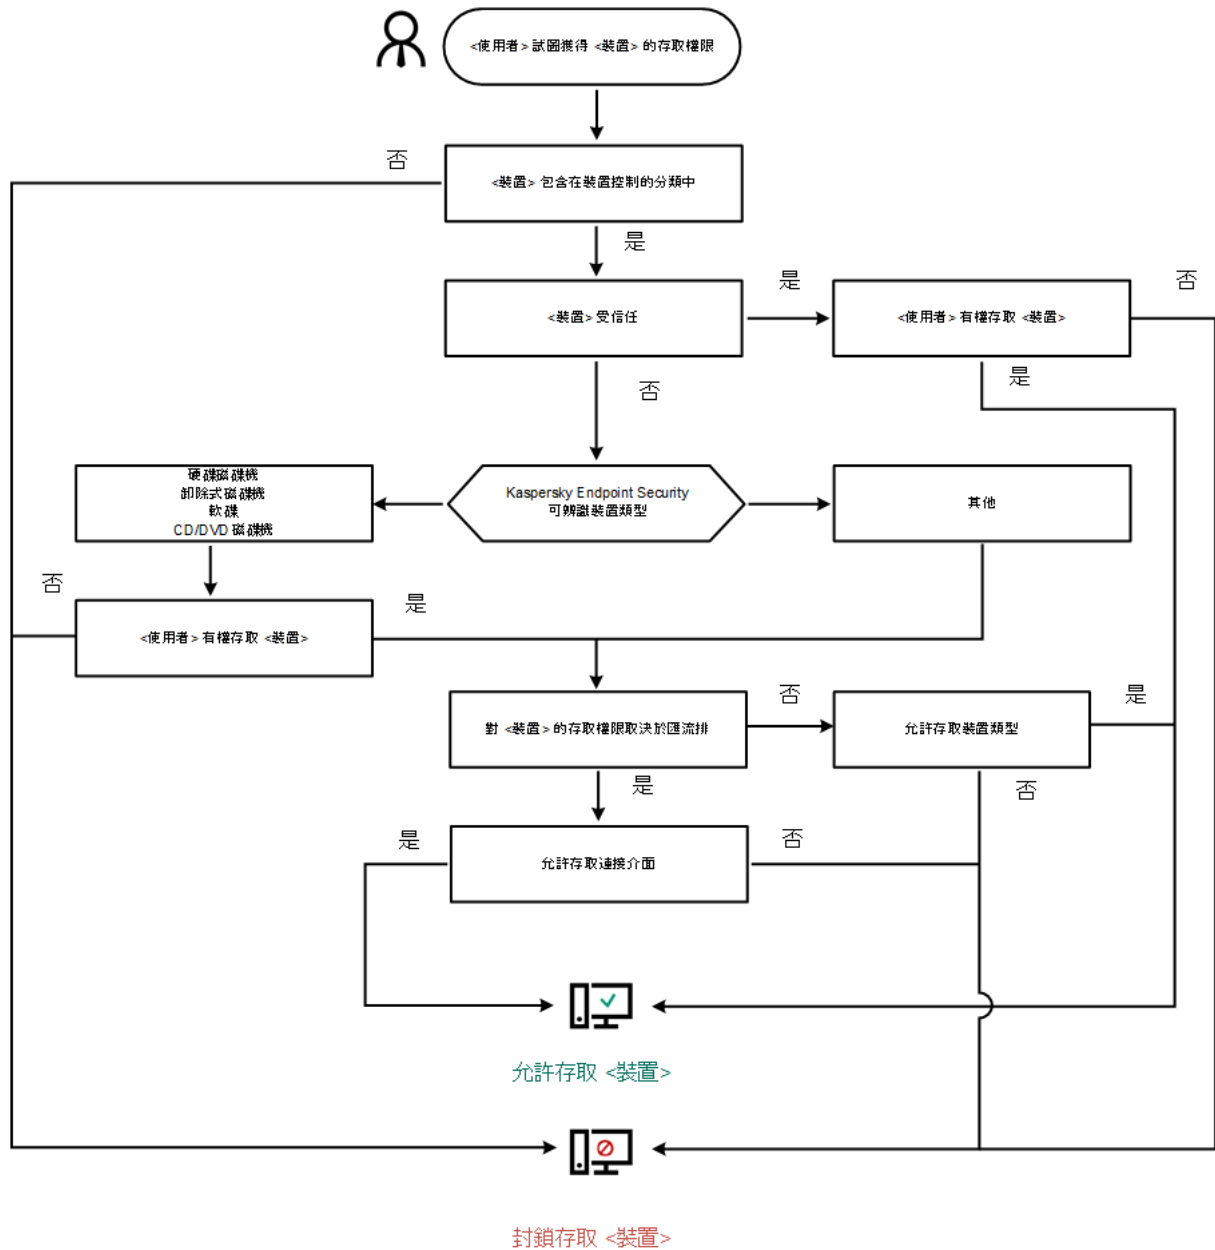 <使用者> 試圖獲得 <裝置> 的存取權限
否
<裝置> 包含在裝置控制的分類中
是
是
否
<裝置> 受信任
<使用者> 有權存取 <裝置>
是
否
硬碟磁碟機
卸除式磁碟機
軟碟
CD/DVD 磁碟機
Kaspersky Endpoint Security
可辨識裝置類型
其他
否
是
<使用者> 有權存取 <裝置>
否
是
對 <裝置> 的存取權限取決於匯流排
允許存取裝置類型
是
否
是
否
允許存取連接介面
允許存取 <裝置>
封鎖存取 <裝置>